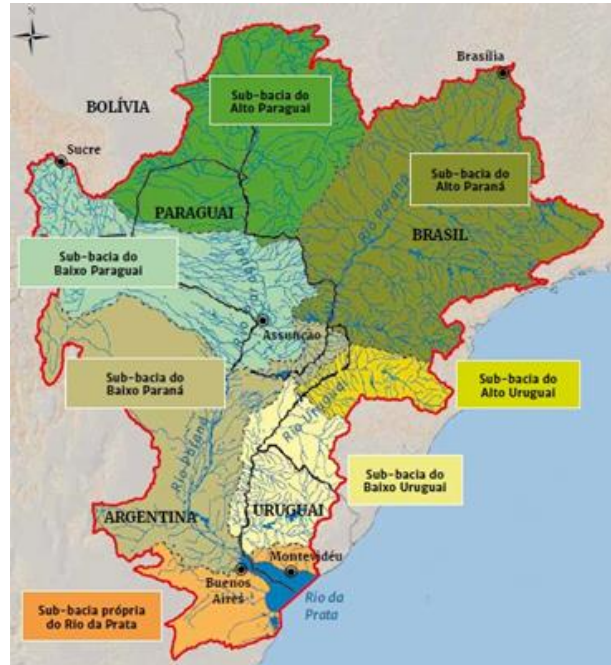 N
Brasília
BOLÍVIA
Sub-bacia do
Alto Paraguai
Sucre
Sub-bacia do
Alto Paraná
PARAGUAI
Rio Paraná
BRASIL
Sub-bacia do
Baixo Paraguai
Assunção
Sub-bacia do
Baixo Paraná
Sub-bacia do
Alto Uruguai
Rio Uruguai
Rio Paraná
Sub-bacia do
Baixo Uruguai
ARGENTINA
URUGUAI
Montevidéu
Buenos
Aires
Rio da
Prata
Sub-bacia própria
do Rio da Prata